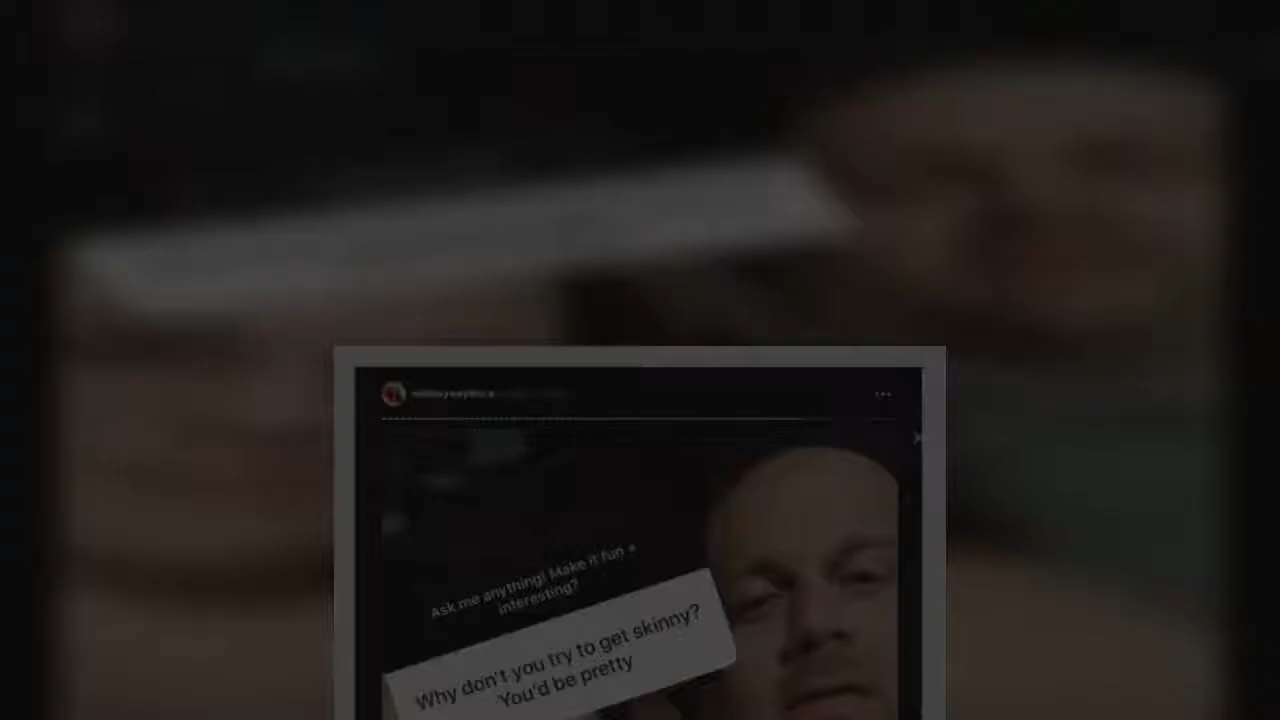 Ask me anything! Make it fun +
interesting?
Why don't you try to get skinny?
You'd be pretty